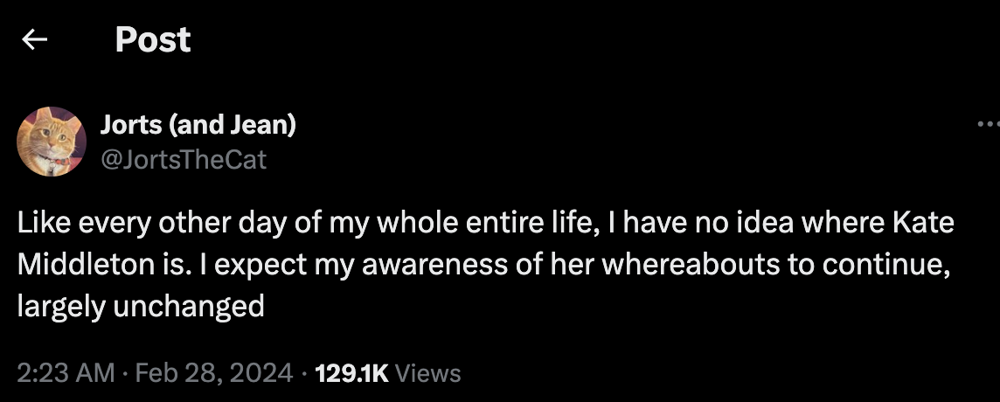 Post
Jorts (and Jean)
@JortsTheCat
Like every other day of my whole entire life, I have no idea where Kate
Middleton is. I expect my awareness of her whereabouts to continue,
largely unchanged
2:23 AM · Feb 28, 2024 · 129.1K Views